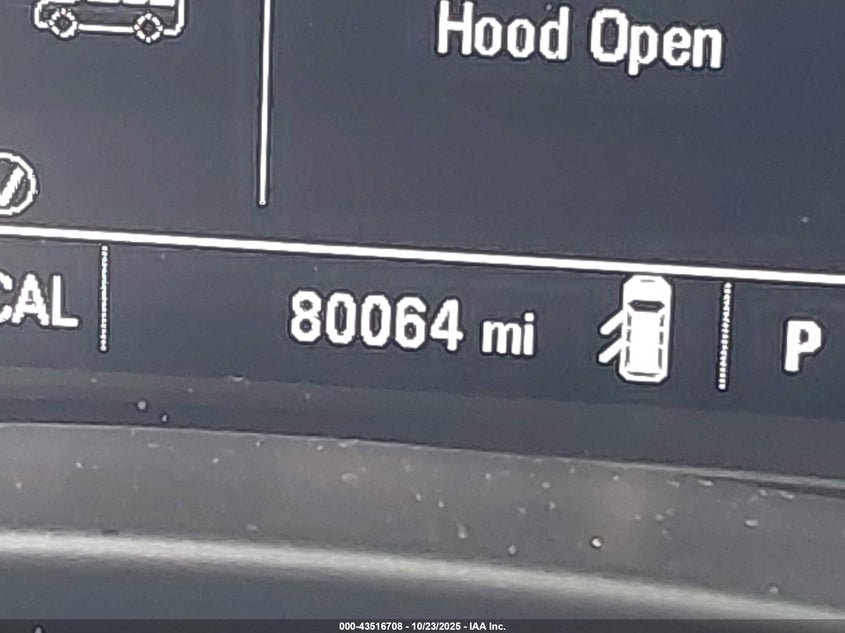 Hood Open
CAL
80064 mi
P
000-43516708 - 10/23/2025 - IAA Inc.